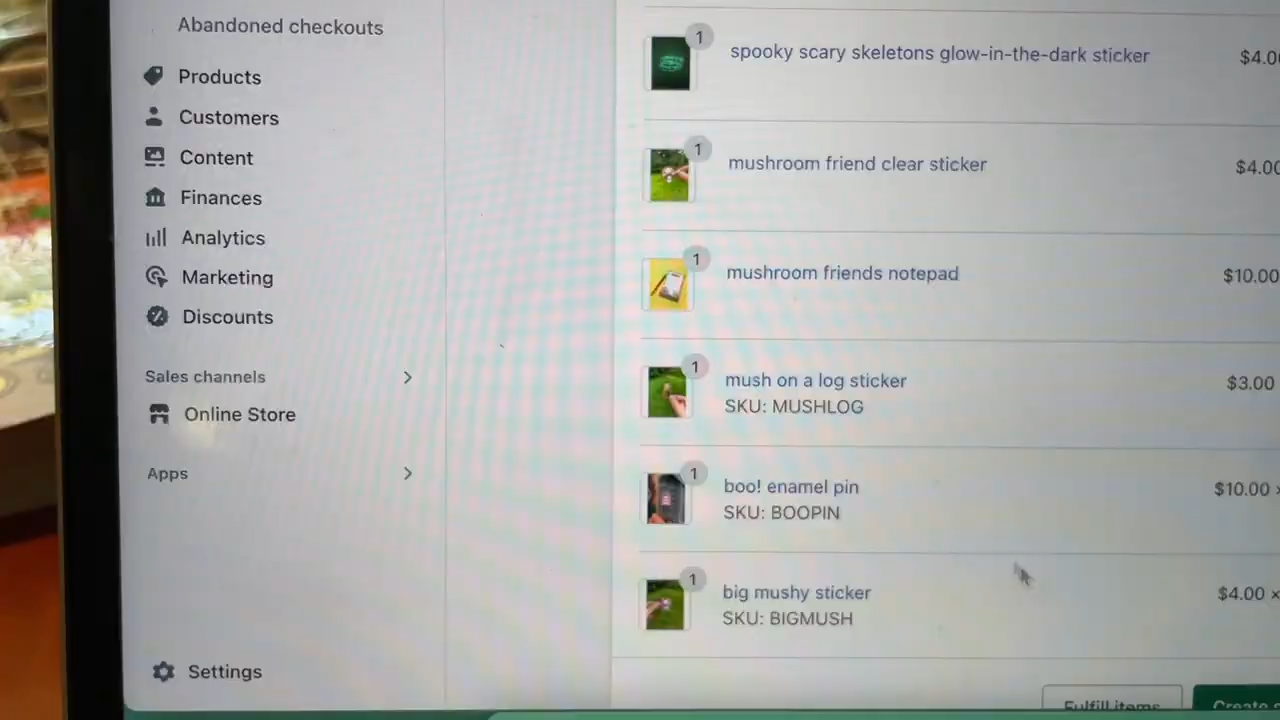 Abandoned checkouts
Products
Customers
Content
Finances
Analytics
Marketing
Discounts
Sales channels
Online Store
Apps
Settings
1
spooky scary skeletons glow-in-the-dark sticker
$4.0
1
mushroom friend clear sticker
$4.00
1
mushroom friends notepad
$10.00
1
mush on a log sticker
$3.00
SKU: MUSHLOG
1
boo! enamel pin
$10.00 ×
SKU: BOOPIN
1
big mushy sticker
$4.00 ×
SKU: BIGMUSH
Fulfill items
Create